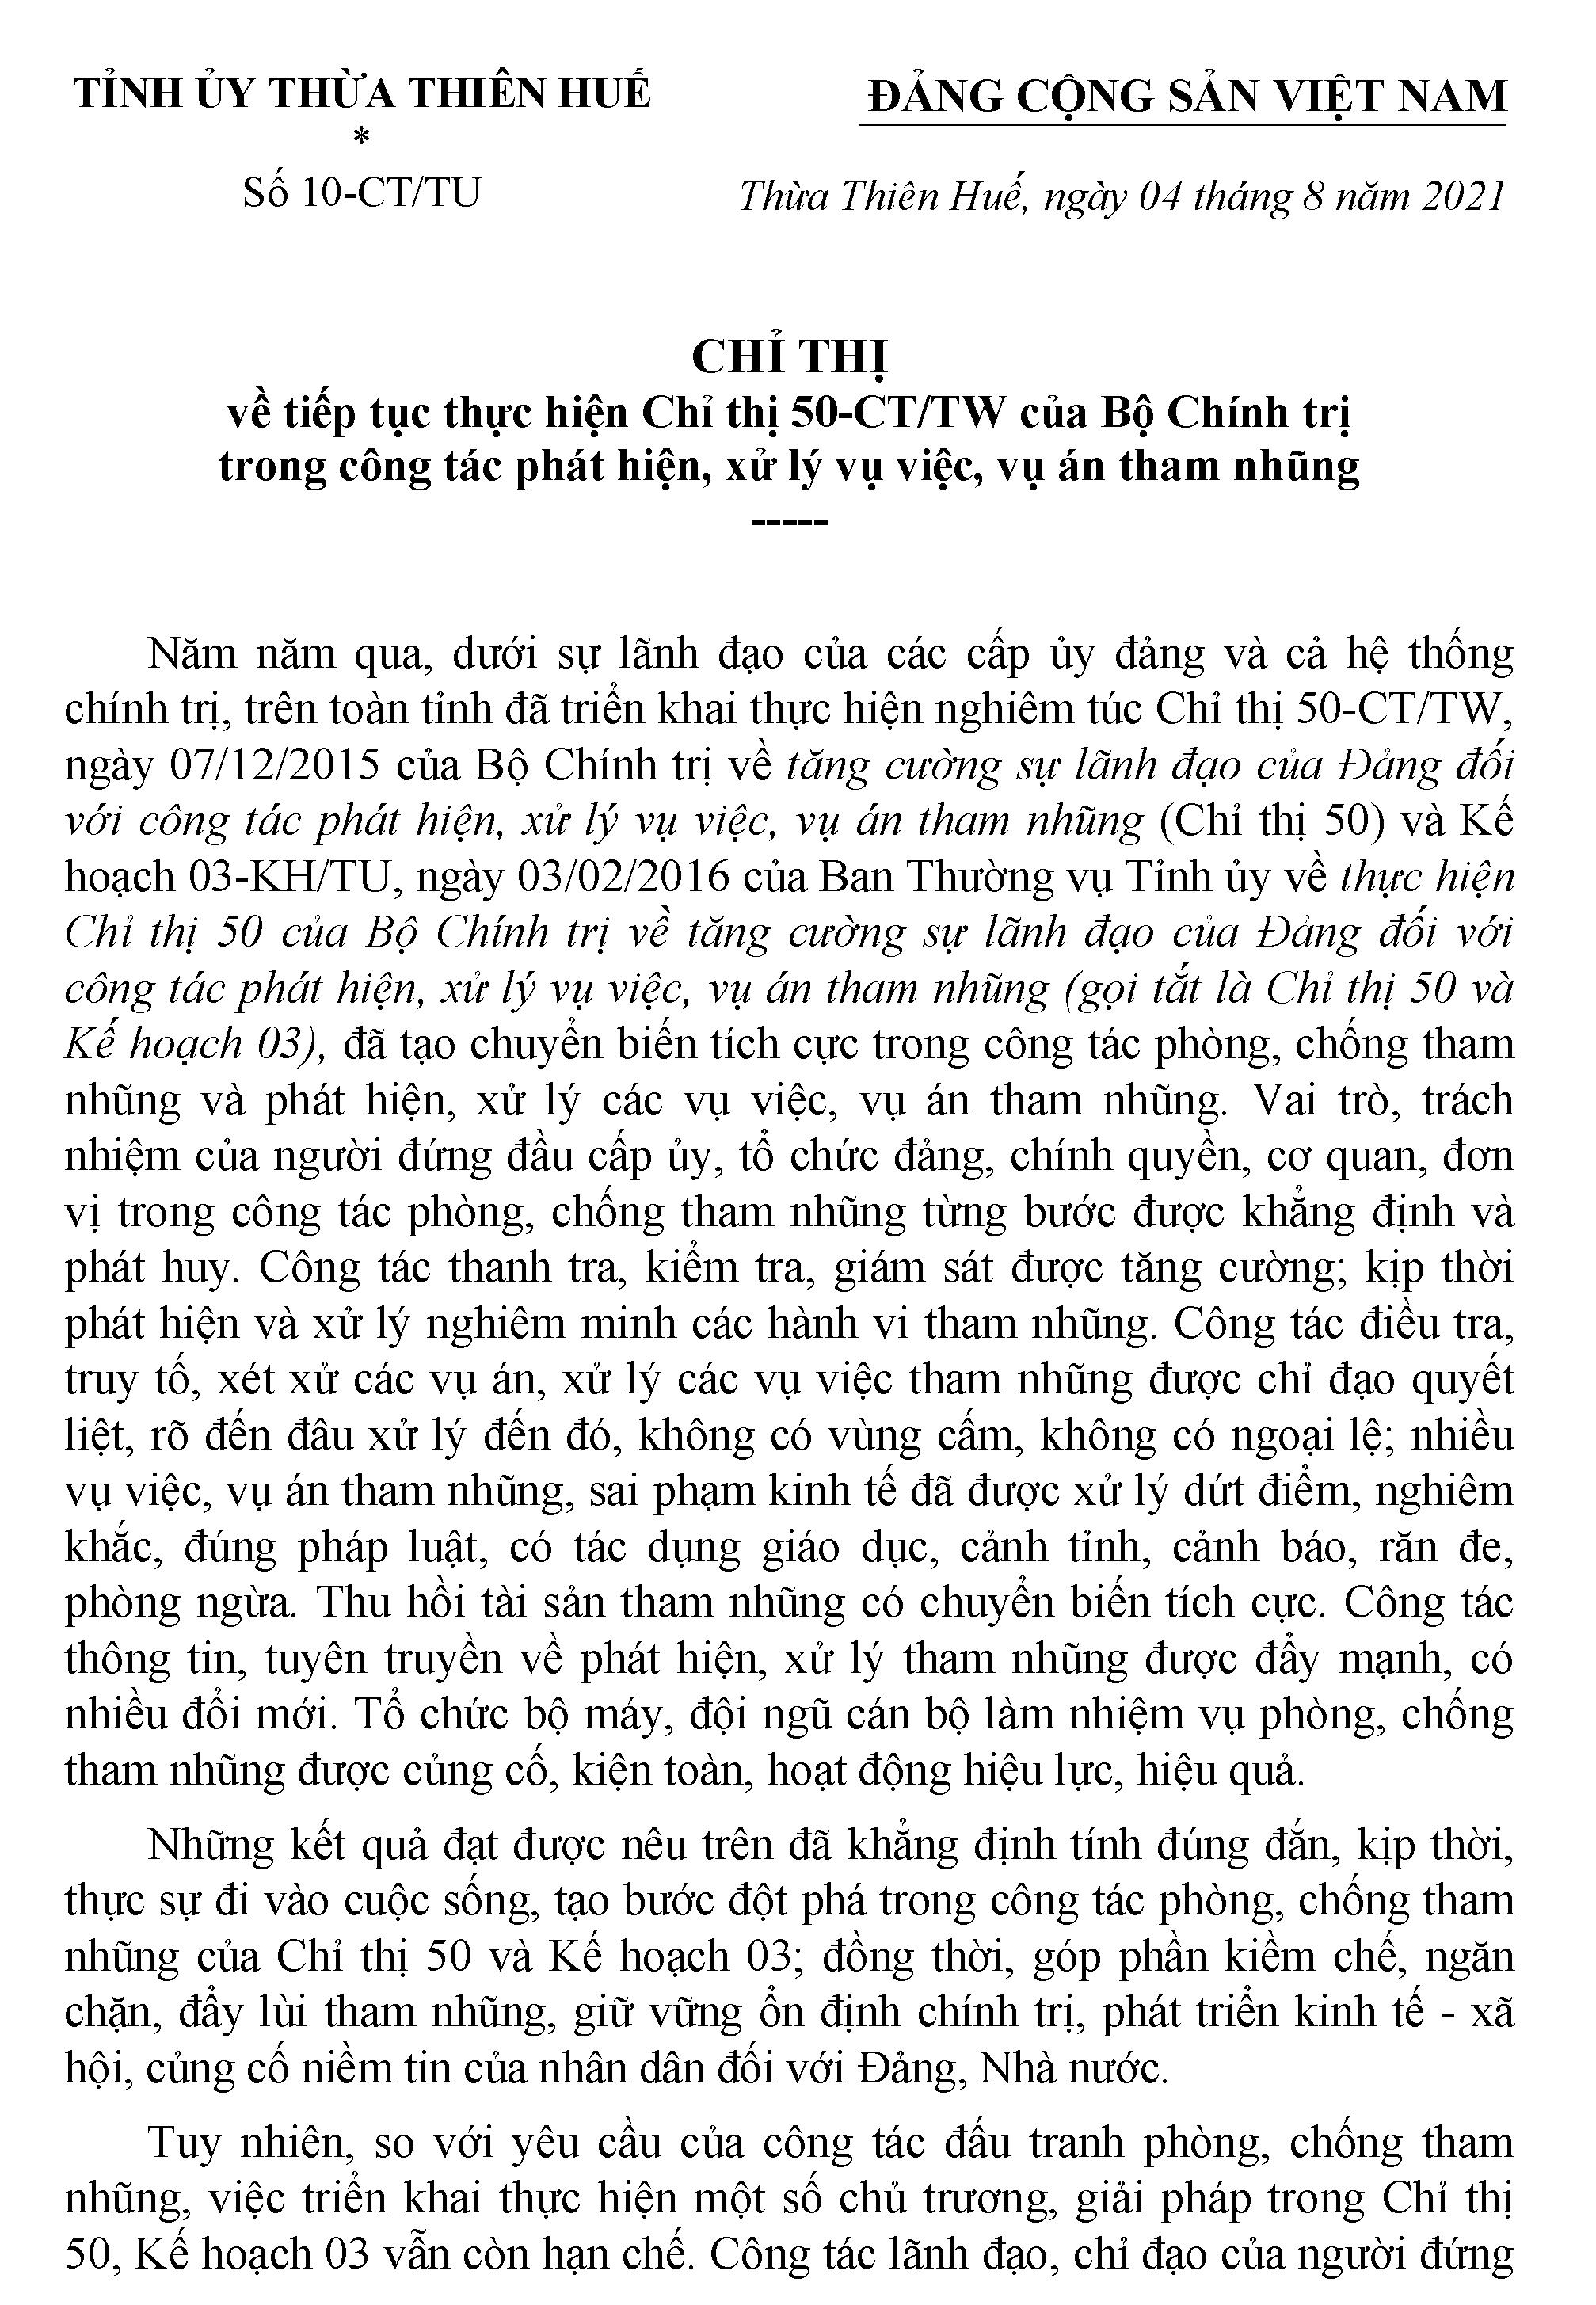 TỈNH ỦY THỪA THIÊN HUẾ
*
Số 10-CT/TU
ĐẢNG CỘNG SẢN VIỆT NAM
Thừa Thiên Huế, ngày 04 tháng 8 năm 2021
CHỈ THỊ
về tiếp tục thực hiện Chỉ thị 50-CT/TW của Bộ Chính trị
trong công tác phát hiện, xử lý vụ việc, vụ án tham nhũng
-----
Năm năm qua, dưới sự lãnh đạo của các cấp ủy đảng và cả hệ thống
chính trị, trên toàn tỉnh đã triển khai thực hiện nghiêm túc Chỉ thị 50-CT/TW,
ngày 07/12/2015 của Bộ Chính trị về tăng cường sự lãnh đạo của Đảng đối
với công tác phát hiện, xử lý vụ việc, vụ án tham nhũng (Chỉ thị 50) và Kế
hoạch 03-KH/TU, ngày 03/02/2016 của Ban Thường vụ Tỉnh ủy về thực hiện
Chỉ thị 50 của Bộ Chính trị về tăng cường sự lãnh đạo của Đảng đối với
công tác phát hiện, xử lý vụ việc, vụ án tham nhũng (gọi tắt là Chỉ thị 50 và
Kế hoạch 03), đã tạo chuyển biến tích cực trong công tác phòng, chống tham
nhũng và phát hiện, xử lý các vụ việc, vụ án tham nhũng. Vai trò, trách
nhiệm của người đứng đầu cấp ủy, tổ chức đảng, chính quyền, cơ quan, đơn
vị trong công tác phòng, chống tham nhũng từng bước được khẳng định và
phát huy. Công tác thanh tra, kiểm tra, giám sát được tăng cường; kịp thời
phát hiện và xử lý nghiêm minh các hành vi tham nhũng. Công tác điều tra,
truy tố, xét xử các vụ án, xử lý các vụ việc tham nhũng được chỉ đạo quyết
liệt, rõ đến đâu xử lý đến đó, không có vùng cấm, không có ngoại lệ; nhiều
vụ việc, vụ án tham nhũng, sai phạm kinh tế đã được xử lý dứt điểm, nghiêm
khắc, đúng pháp luật, có tác dụng giáo dục, cảnh tỉnh, cảnh báo, răn đe,
phòng ngừa. Thu hồi tài sản tham nhũng có chuyển biến tích cực. Công tác
thông tin, tuyên truyền về phát hiện, xử lý tham nhũng được đẩy mạnh, có
nhiều đổi mới. Tổ chức bộ máy, đội ngũ cán bộ làm nhiệm vụ phòng, chống
tham nhũng được củng cố, kiện toàn, hoạt động hiệu lực, hiệu quả.
Những kết quả đạt được nêu trên đã khẳng định tính đúng đắn, kịp thời,
thực sự đi vào cuộc sống, tạo bước đột phá trong công tác phòng, chống tham
nhũng của Chỉ thị 50 và Kế hoạch 03; đồng thời, góp phần kiềm chế, ngăn
chặn, đẩy lùi tham nhũng, giữ vững ổn định chính trị, phát triển kinh tế - xã
hội, củng cố niềm tin của nhân dân đối với Đảng, Nhà nước.
Tuy nhiên, so với yêu cầu của công tác đấu tranh phòng, chống tham
nhũng, việc triển khai thực hiện một số chủ trương, giải pháp trong Chỉ thị
50, Kế hoạch 03 vẫn còn hạn chế. Công tác lãnh đạo, chỉ đạo của người đứng